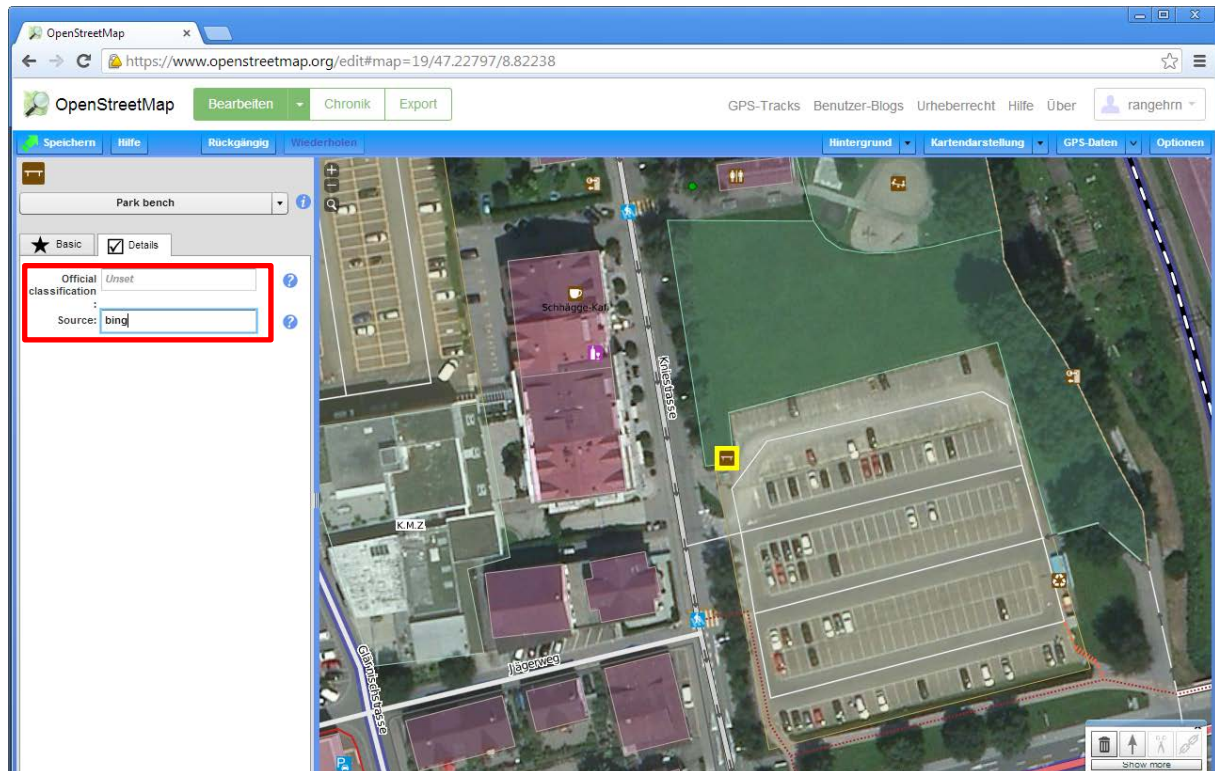 OpenStreetMap
https://www.openstreetmap.org/edit#map=19/47.22797/8.82238
OpenStreetMap
Bearbeiten
Chronik
Export
GPS-Tracks
Benutzer-Blogs
Urheberrecht
Hilfe
Über
rangehrn
Speichern
Hilfe
Rückgängig
Wiederholen
Hintergrund
Kartendarstellung
GPS-Daten
Optionen
Park bench
Basic
Details
Official
classification
:
Unset
Source:
bing
Kniestrasse
K.M.Z
Jägerweg
Glärnischstrasse
Show more